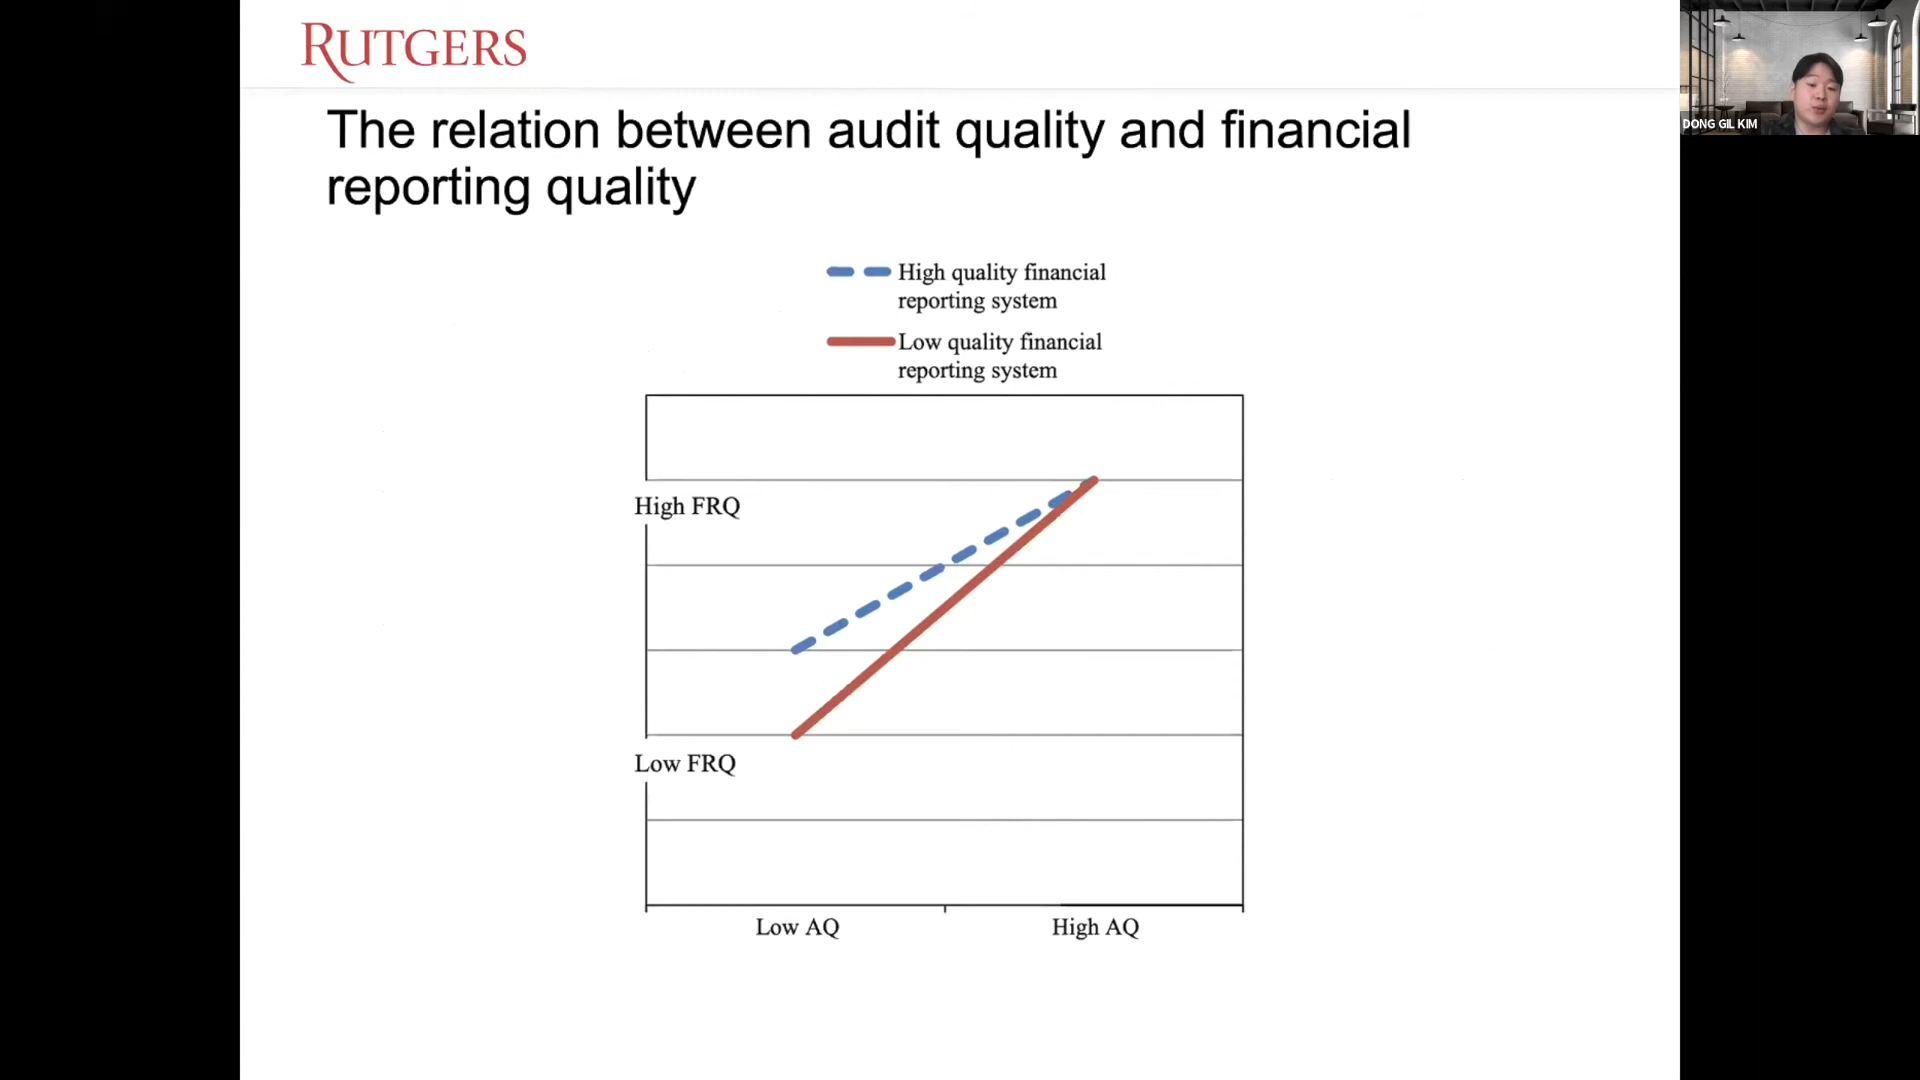 RUTGERS
The relation between audit quality and financial
reporting quality
High quality financial
reporting system
Low quality financial
reporting system
High FRQ
Low FRQ
Low AQ
High AQ
DONG GIL KIM